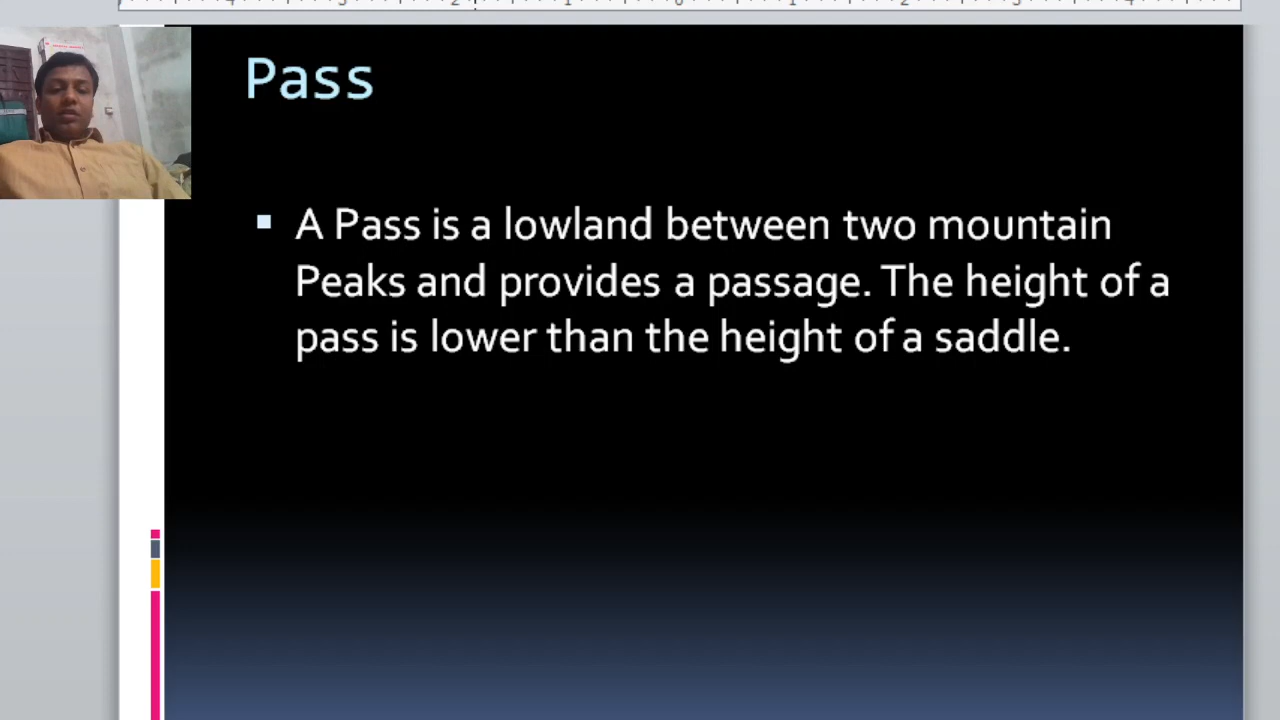 Pass
A Pass is a lowland between two mountain
Peaks and provides a passage. The height of a
pass is lower than the height of a saddle.